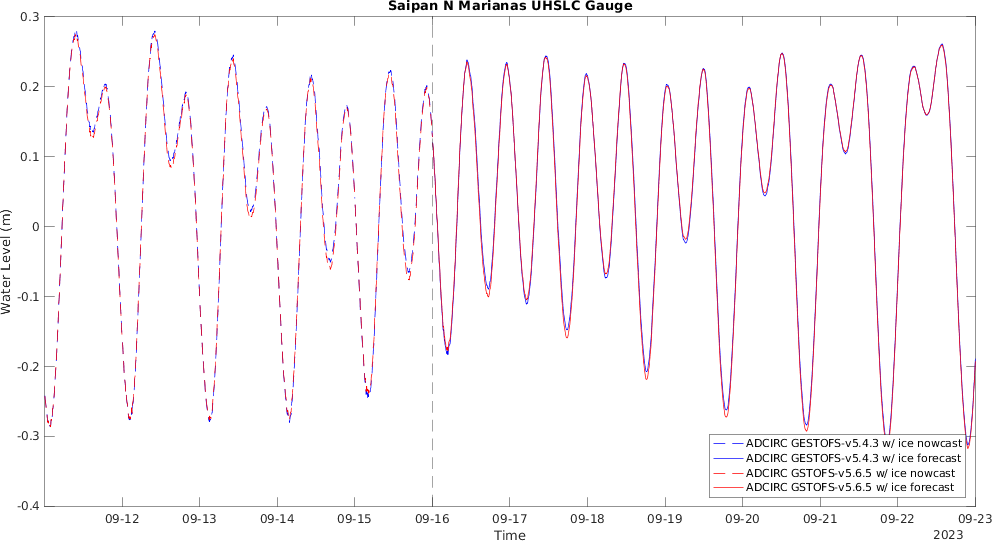 Saipan N Marianas UHSLC Gauge
0.3
0.2
0.1
0
-0.1
-0.2
-0.3
-0.4
Water Level (m)
ADCIRC GESTOFS-v5.4.3 w/ ice nowcast
ADCIRC GESTOFS-v5.4.3 w/ ice forecast
ADCIRC GSTOFS-v5.6.5 w/ ice nowcast
ADCIRC GSTOFS-v5.6.5 w/ ice forecast
09-12 09-13 09-14 09-15 09-16 09-17 09-18 09-19 09-20 09-21 09-22 09-23
Time
2023